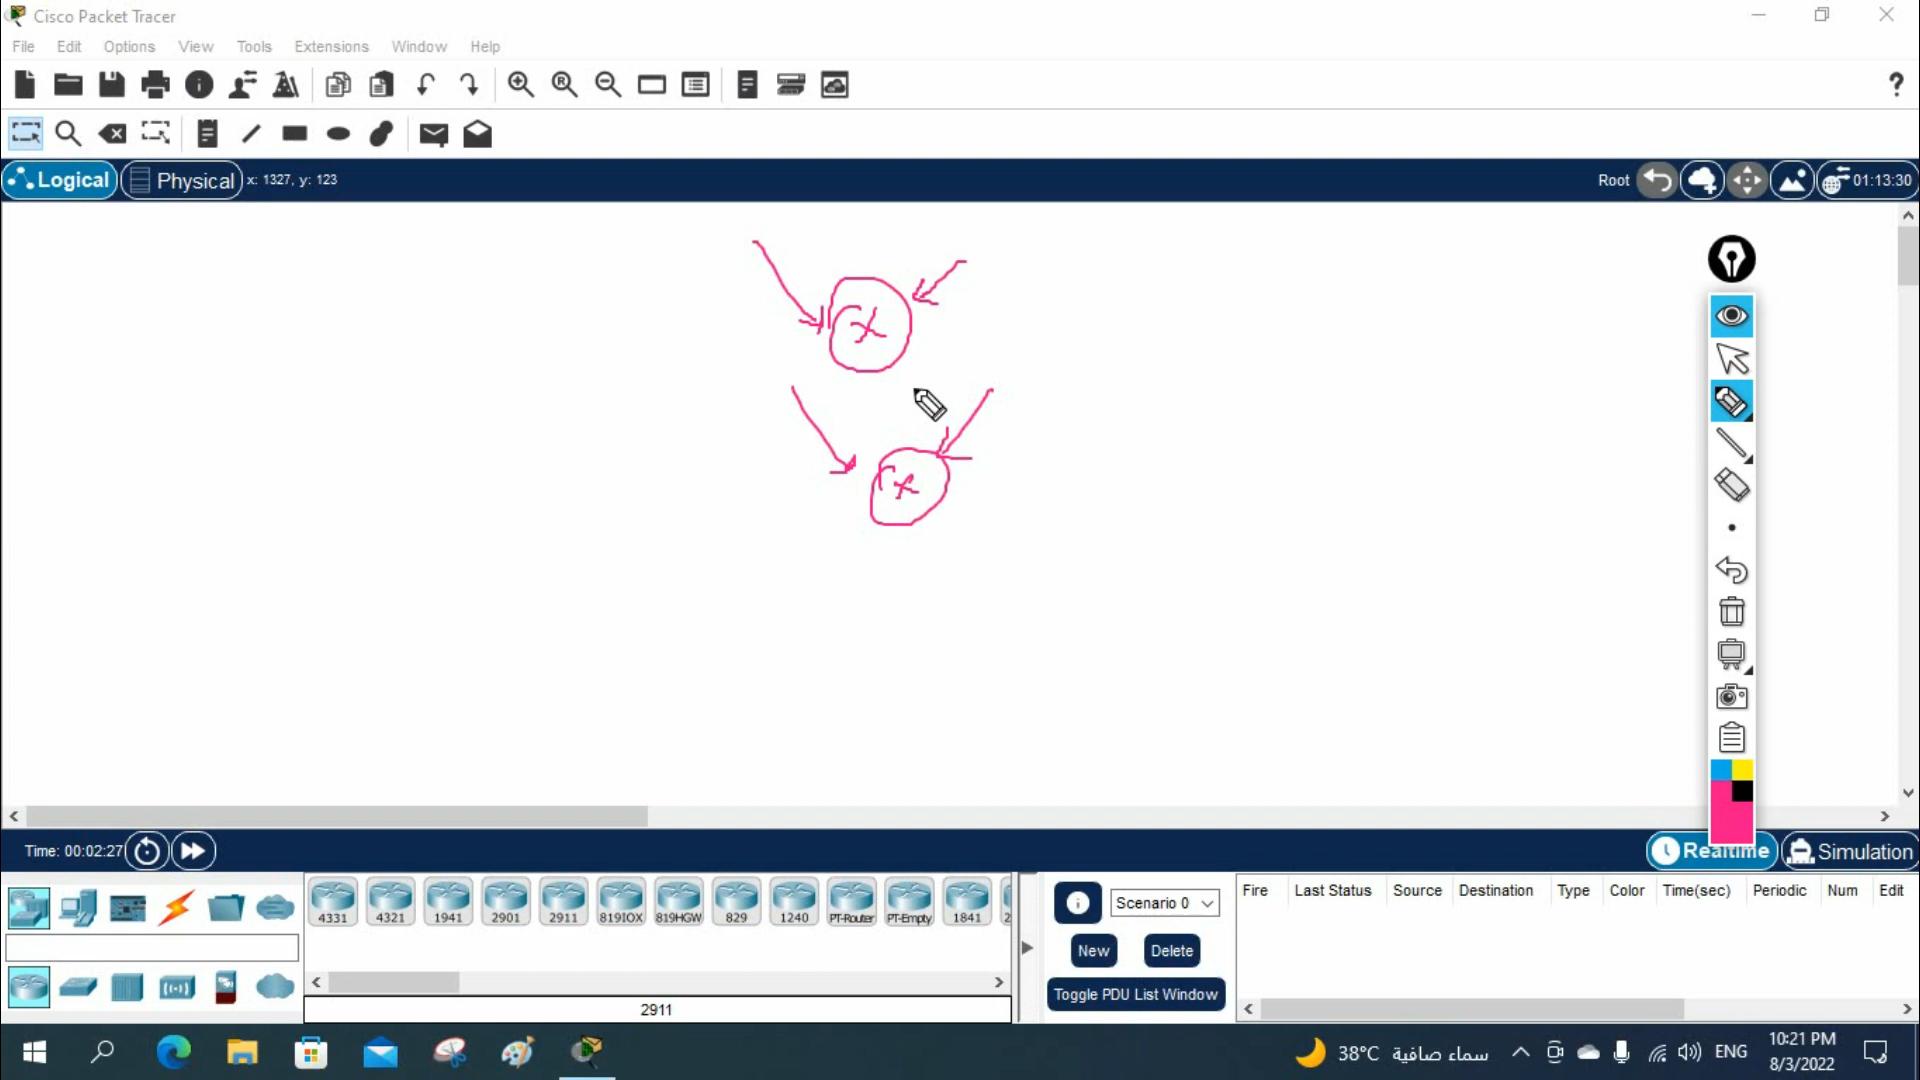 Cisco Packet Tracer
File Edit Options View Tools Extensions Window Help
Logical Physical x: 1327, y: 123 Root 01:13:30
x
x
Time: 00:02:27 Realtime Simulation
4331 4321 1941 2901 2911 819IOX 819HGW 829 1240 PT-Router PT-Empty 1841 2
Scenario 0
Fire Last Status Source Destination Type Color Time(sec) Periodic Num Edit
New Delete
Toggle PDU List Window
2911
38°C سماء صافية ENG 10:21 PM
8/3/2022